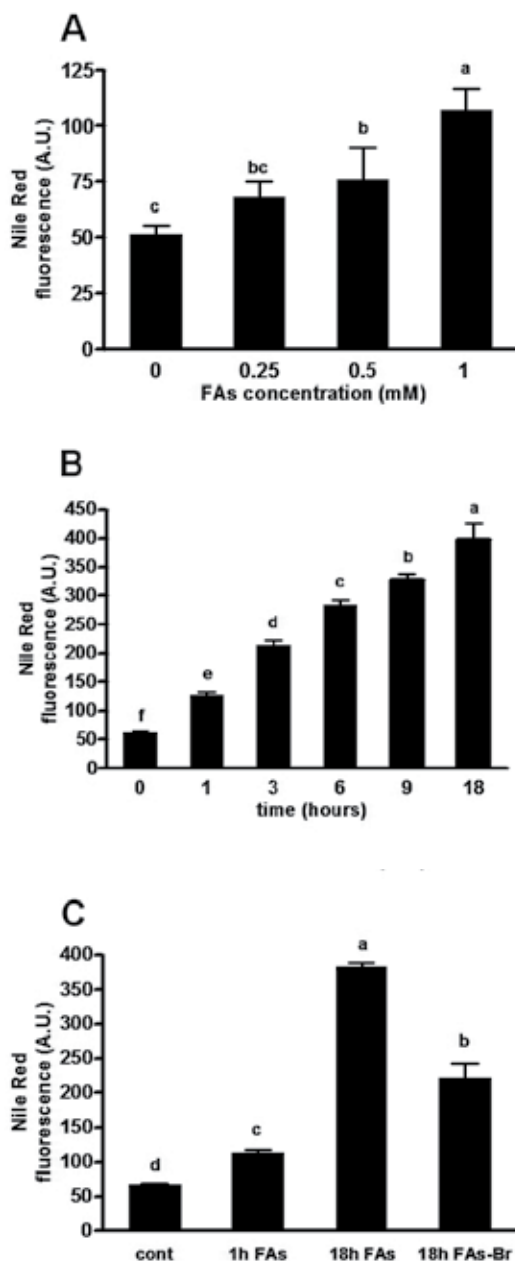 A
Nile Red
fluorescence (A.U.)
125
100
75
50
25
0
c
bc
b
a
0 0.25 0.5 1
FAs concentration (mM)
B
Nile Red
fluorescence (A.U.)
450
400
350
300
250
200
150
100
50
0
f
e
d
c
b
a
0 1 3 6 9 18
time (hours)
C
Nile Red
fluorescence (A.U.)
400
350
300
250
200
150
100
50
0
d
c
a
b
cont 1h FAs 18h FAs 18h FAs-Br